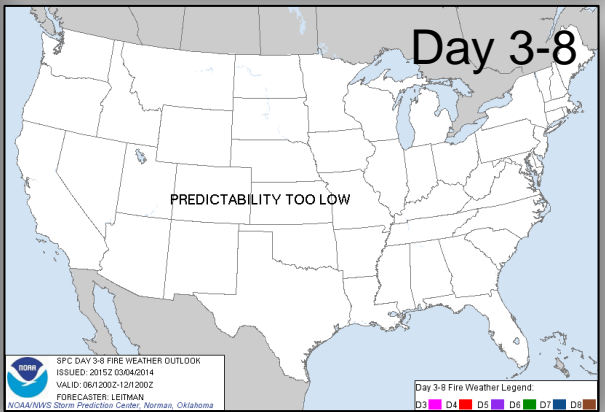 Day 3-8
PREDICTABILITY TOO LOW
NOAA
SPC DAY 3-8 FIRE WEATHER OUTLOOK
ISSUED: 2015Z 03/04/2014
VALID: 06/1200Z-12/1200Z
FORECASTER: LEITMAN
NOAA/NWS Storm Prediction Center, Norman, Oklahoma
Day 3-8 Fire Weather Legend:
D3 D4 D5 D6 D7 D8